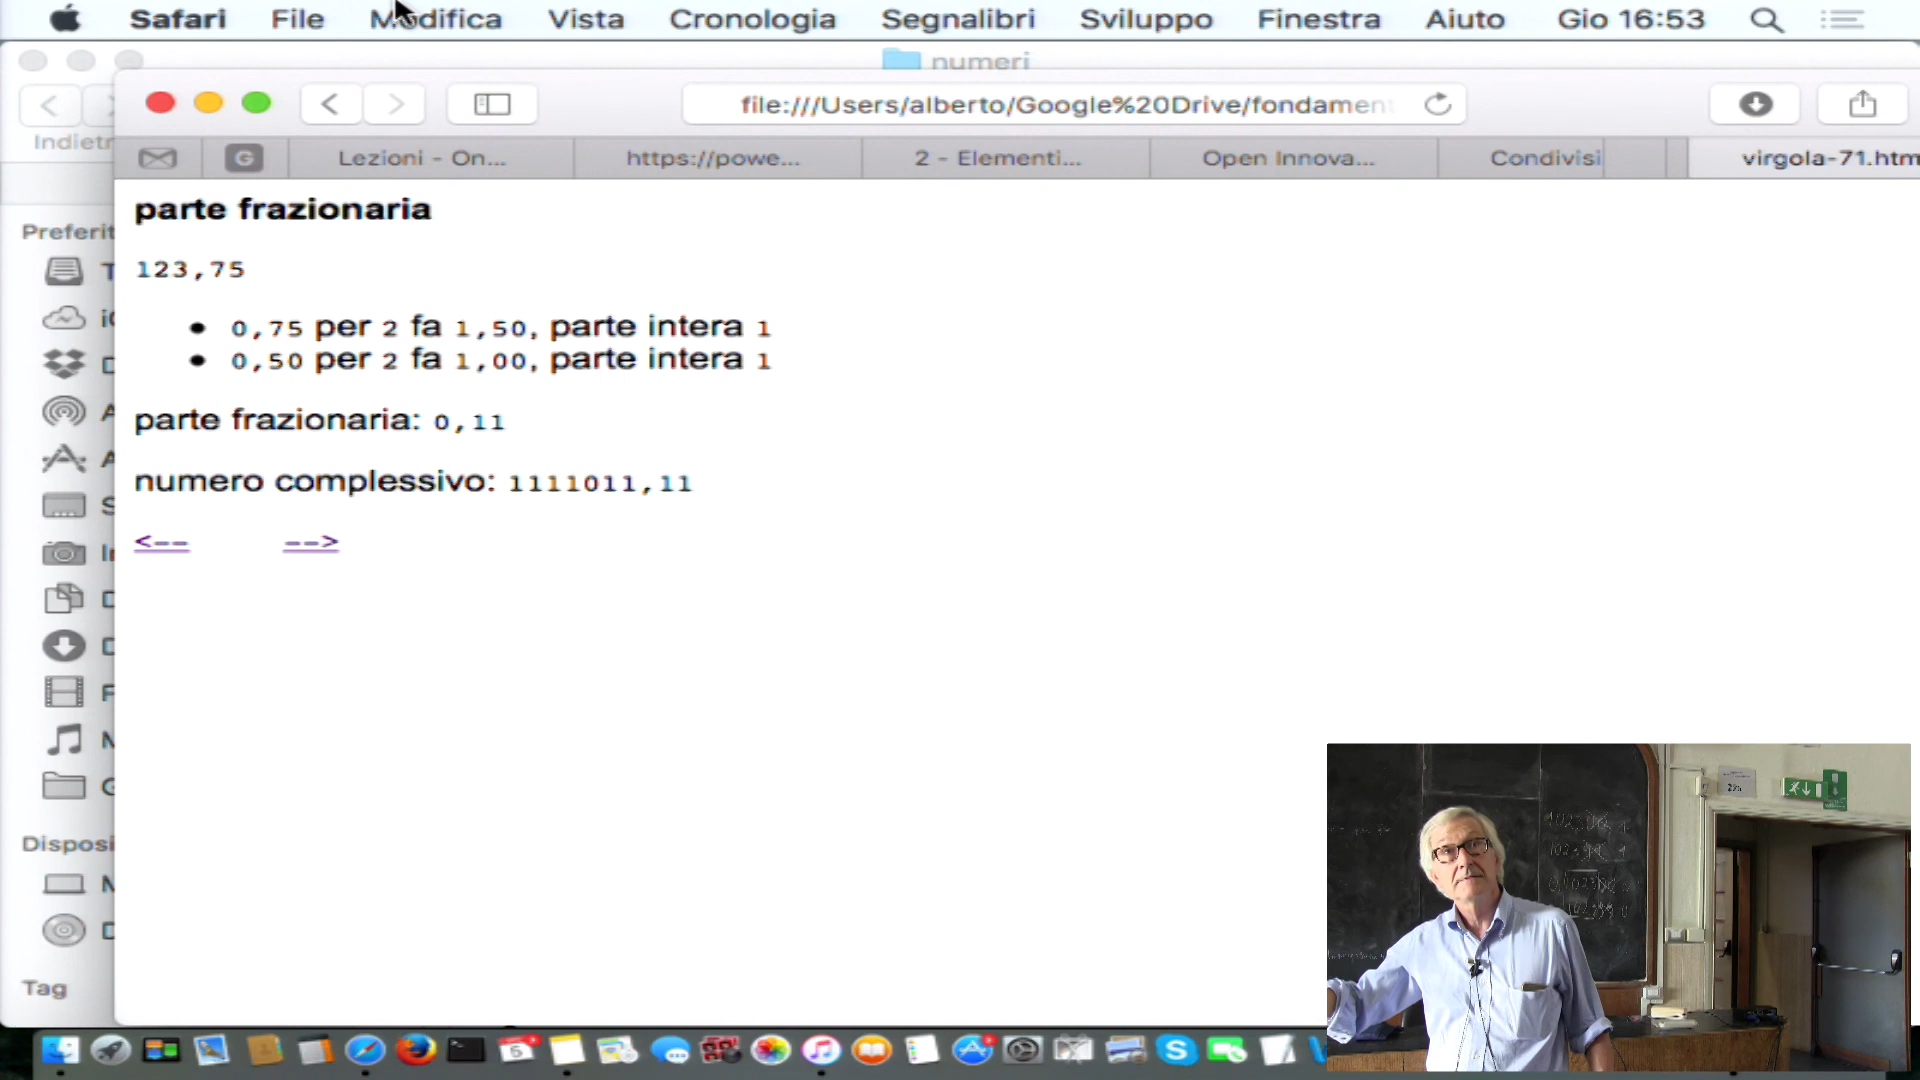 Safari File Modifica Vista Cronologia Segnalibri Sviluppo Finestra Aiuto Gio 16:53
numeri
file:///Users/alberto/Google%20Drive/fondament
Indietr
G Lezioni - On... https://powe... 2 - Elementi... Open Innova... Condivisi virgola-71.htm
parte frazionaria
Preferit
123,75
0,75 per 2 fa 1,50, parte intera 1
0,50 per 2 fa 1,00, parte intera 1
parte frazionaria: 0,11
numero complessivo: 1111011,11
<-- -->
Disposi
Tag